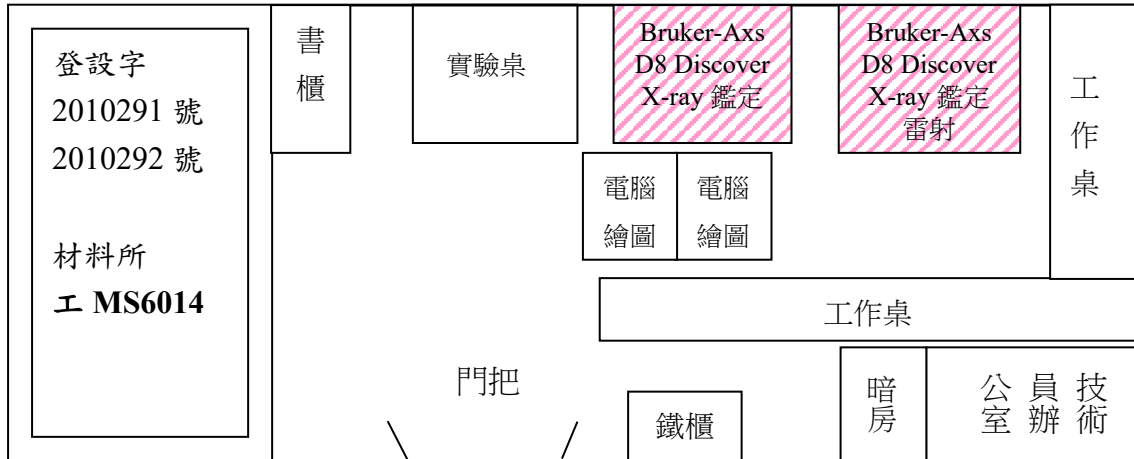 登設字
2010291 號
2010292 號
材料所
工 MS6014
書
櫃
實驗桌
Bruker-Axs
D8 Discover
X-ray 鑑定
Bruker-Axs
D8 Discover
X-ray 鑑定
雷射
工
作
桌
電腦
繪圖
電腦
繪圖
工作桌
門把
鐵櫃
暗
房
技術
員辦
公室